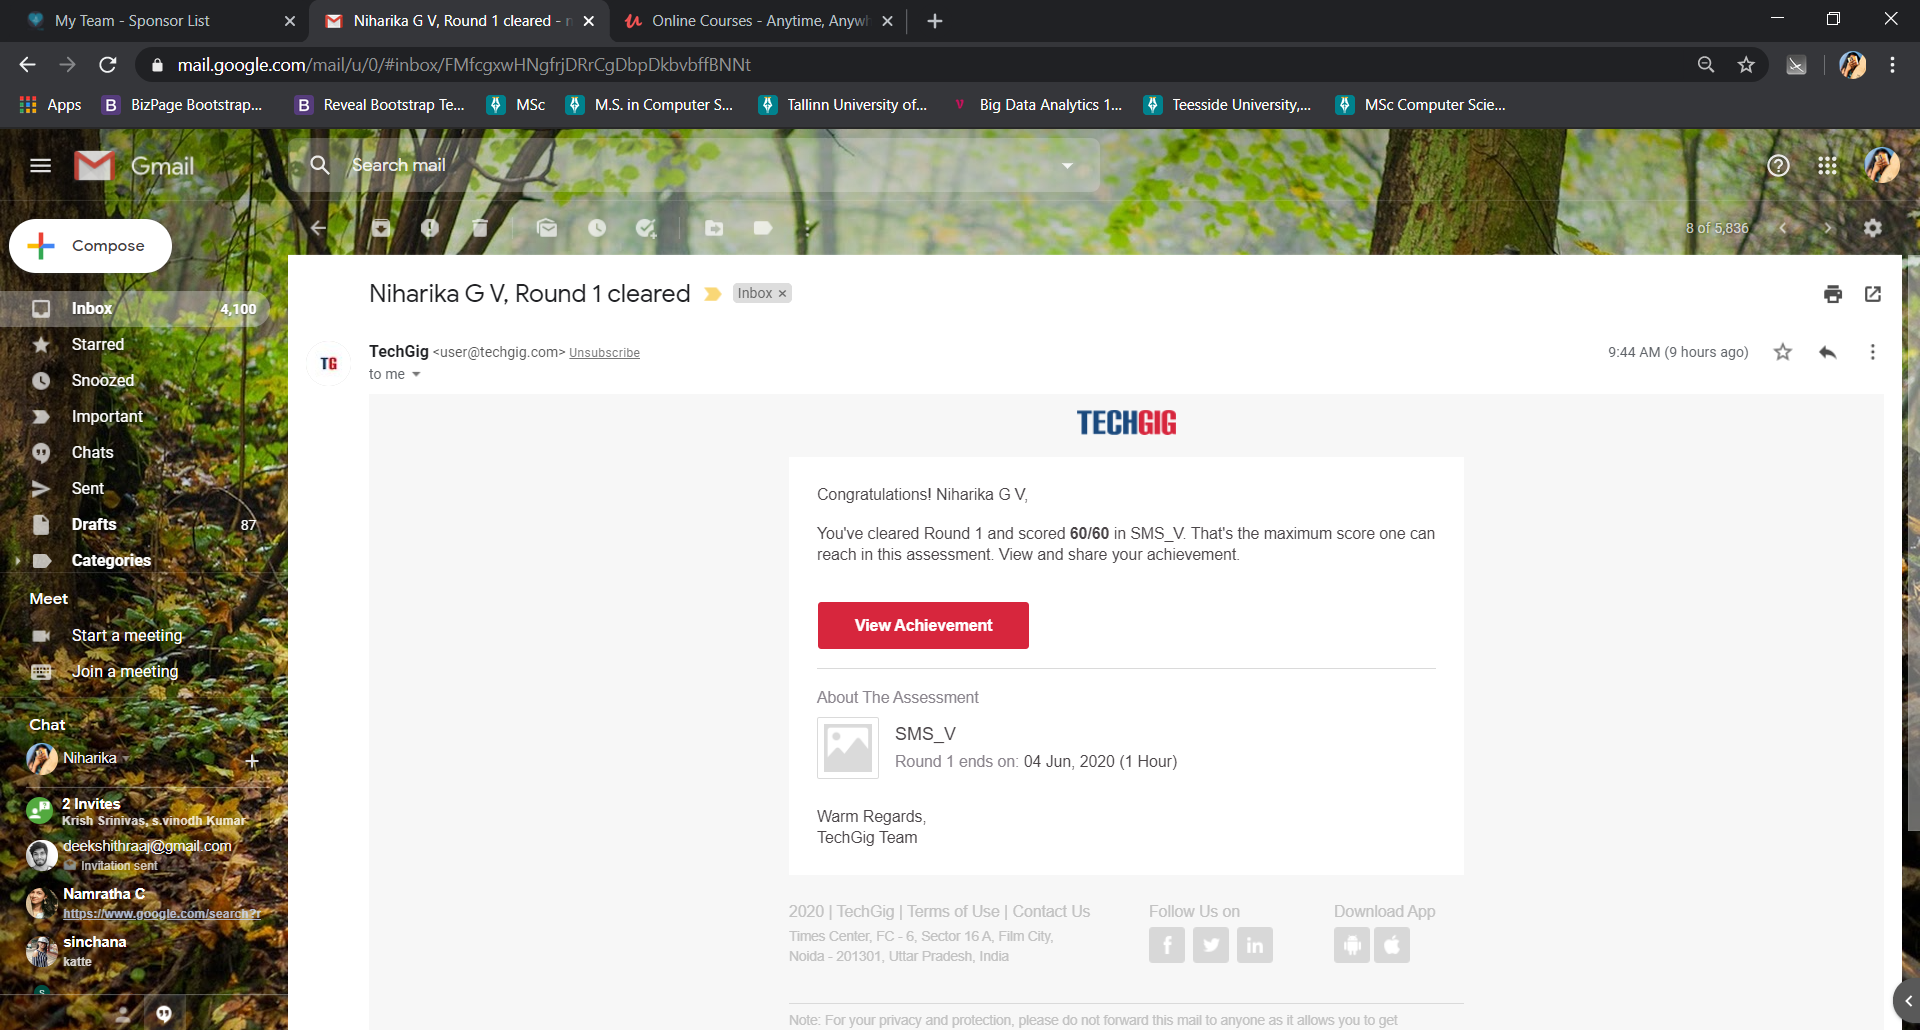 My Team - Sponsor List
Niharika G V, Round 1 cleared - n
Online Courses - Anytime, Anywh
mail.google.com/mail/u/0/#inbox/FMfcgxwHNgfrjDRrCgDbpDkbvbffBNNt
Apps
BizPage Bootstrap...
Reveal Bootstrap Te...
MSc
M.S. in Computer S...
Tallinn University of...
Big Data Analytics 1...
Teesside University,...
MSc Computer Scie...
Gmail
Search mail
8 of 5,836
Compose
Inbox 4,100
Starred
Snoozed
Important
Chats
Sent
Drafts 87
Categories
Meet
Start a meeting
Join a meeting
Chat
Niharika
2 Invites
Krish Srinivas, s.vinodh Kumar
deekshithraaj@gmail.com
Invitation sent
Namratha C
https://www.google.com/search?r
sinchana
katte
S
Niharika G V, Round 1 cleared
Inbox
TG
TechGig <user@techgig.com> Unsubscribe
9:44 AM (9 hours ago)
to me
TECHGIG
Congratulations! Niharika G V,
You've cleared Round 1 and scored 60/60 in SMS_V. That's the maximum score one can
reach in this assessment. View and share your achievement.
View Achievement
About The Assessment
SMS_V
Round 1 ends on: 04 Jun, 2020 (1 Hour)
Warm Regards,
TechGig Team
2020 | TechGig | Terms of Use | Contact Us
Times Center, FC - 6, Sector 16 A, Film City,
Noida - 201301, Uttar Pradesh, India
Follow Us on
Download App
Note: For your privacy and protection, please do not forward this mail to anyone as it allows you to get